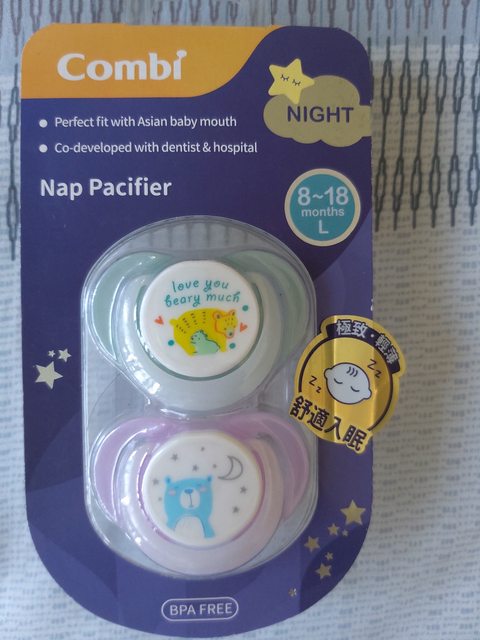 Combi
NIGHT
Perfect fit with Asian baby mouth
Co-developed with dentist & hospital
Nap Pacifier
8~18
months
L
love you
beary much
極致·輕薄
z z
z z
舒適入眠
BPA FREE